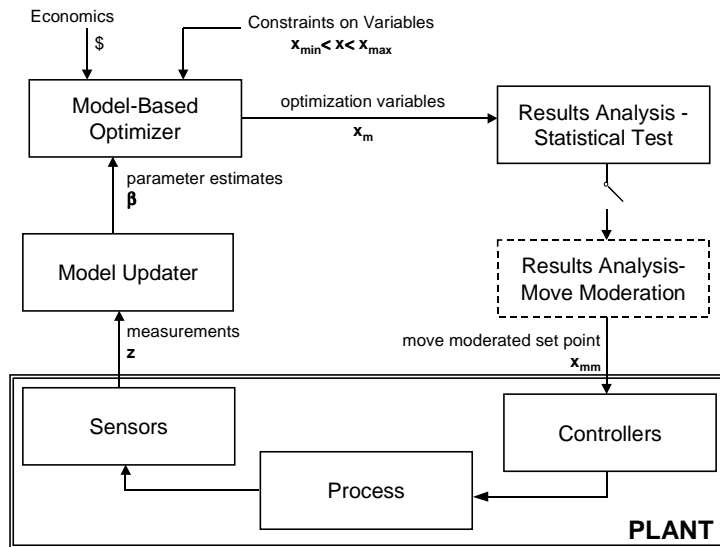 Economics
$
Constraints on Variables
xmin< x< xmax
Model-Based
Optimizer
optimization variables
xm
Results Analysis -
Statistical Test
parameter estimates
β
Model Updater
Results Analysis-
Move Moderation
measurements
z
move moderated set point
xmm
Sensors
Controllers
Process
PLANT